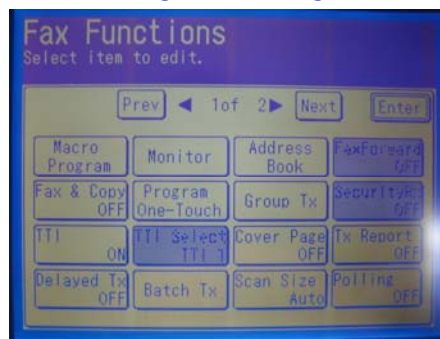 Fax Functions
Select item to edit.
Prev ◀ 1of 2▶ Next Enter
Macro Program
Monitor
Address Book
FaxForward OFF
Fax & Copy OFF
Program One-Touch
Group Tx
SecurityRx OFF
TTI ON
TTI Select TTI 1
Cover Page OFF
Tx Report OFF
Delayed Tx OFF
Batch Tx
Scan Size Auto
Polling OFF